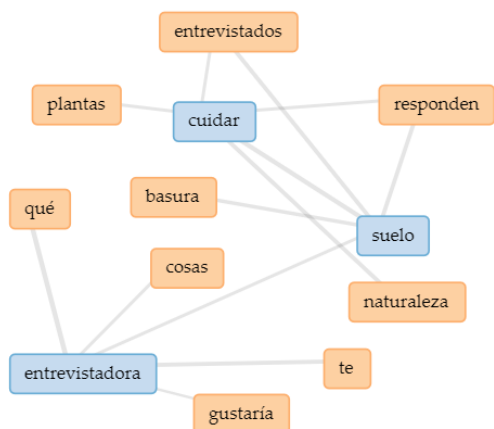 entrevistados
plantas
responden
cuidar
basura
qué
suelo
cosas
naturaleza
entrevistadora
te
gustaría